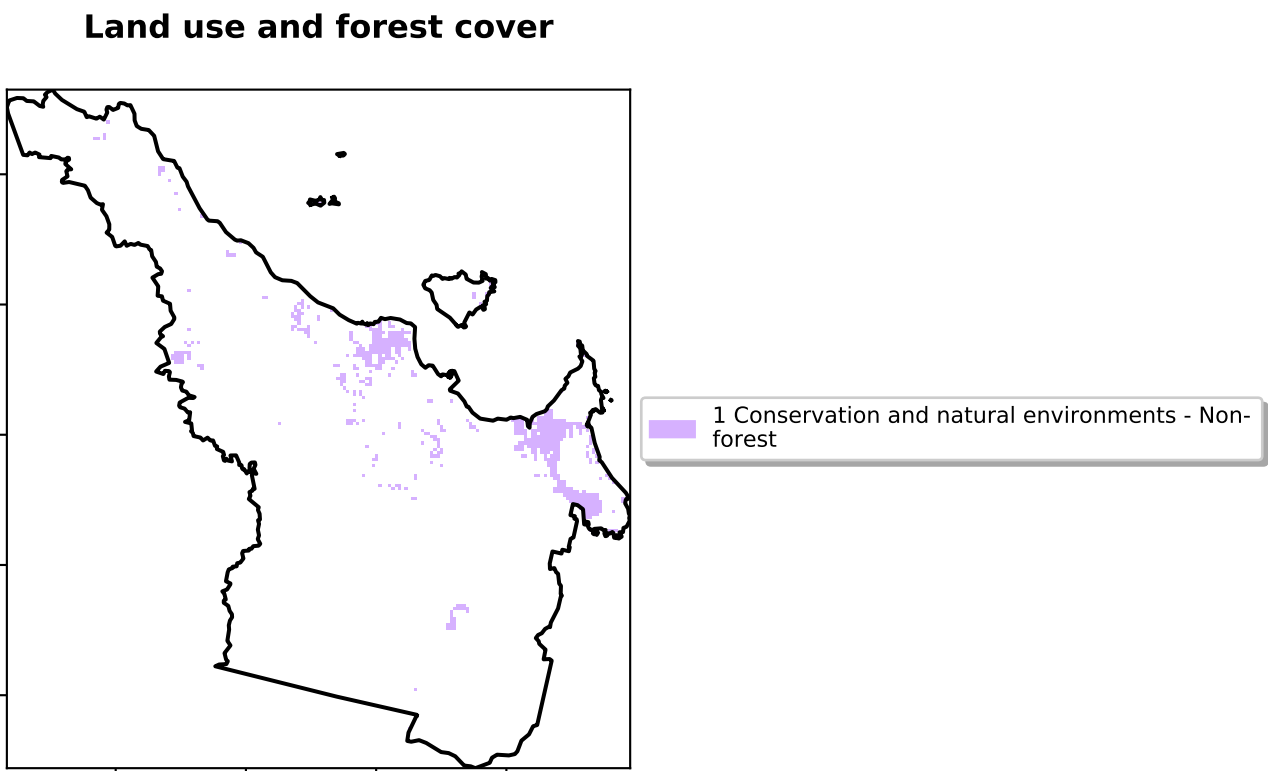 Land use and forest cover
1 Conservation and natural environments - Non-
forest